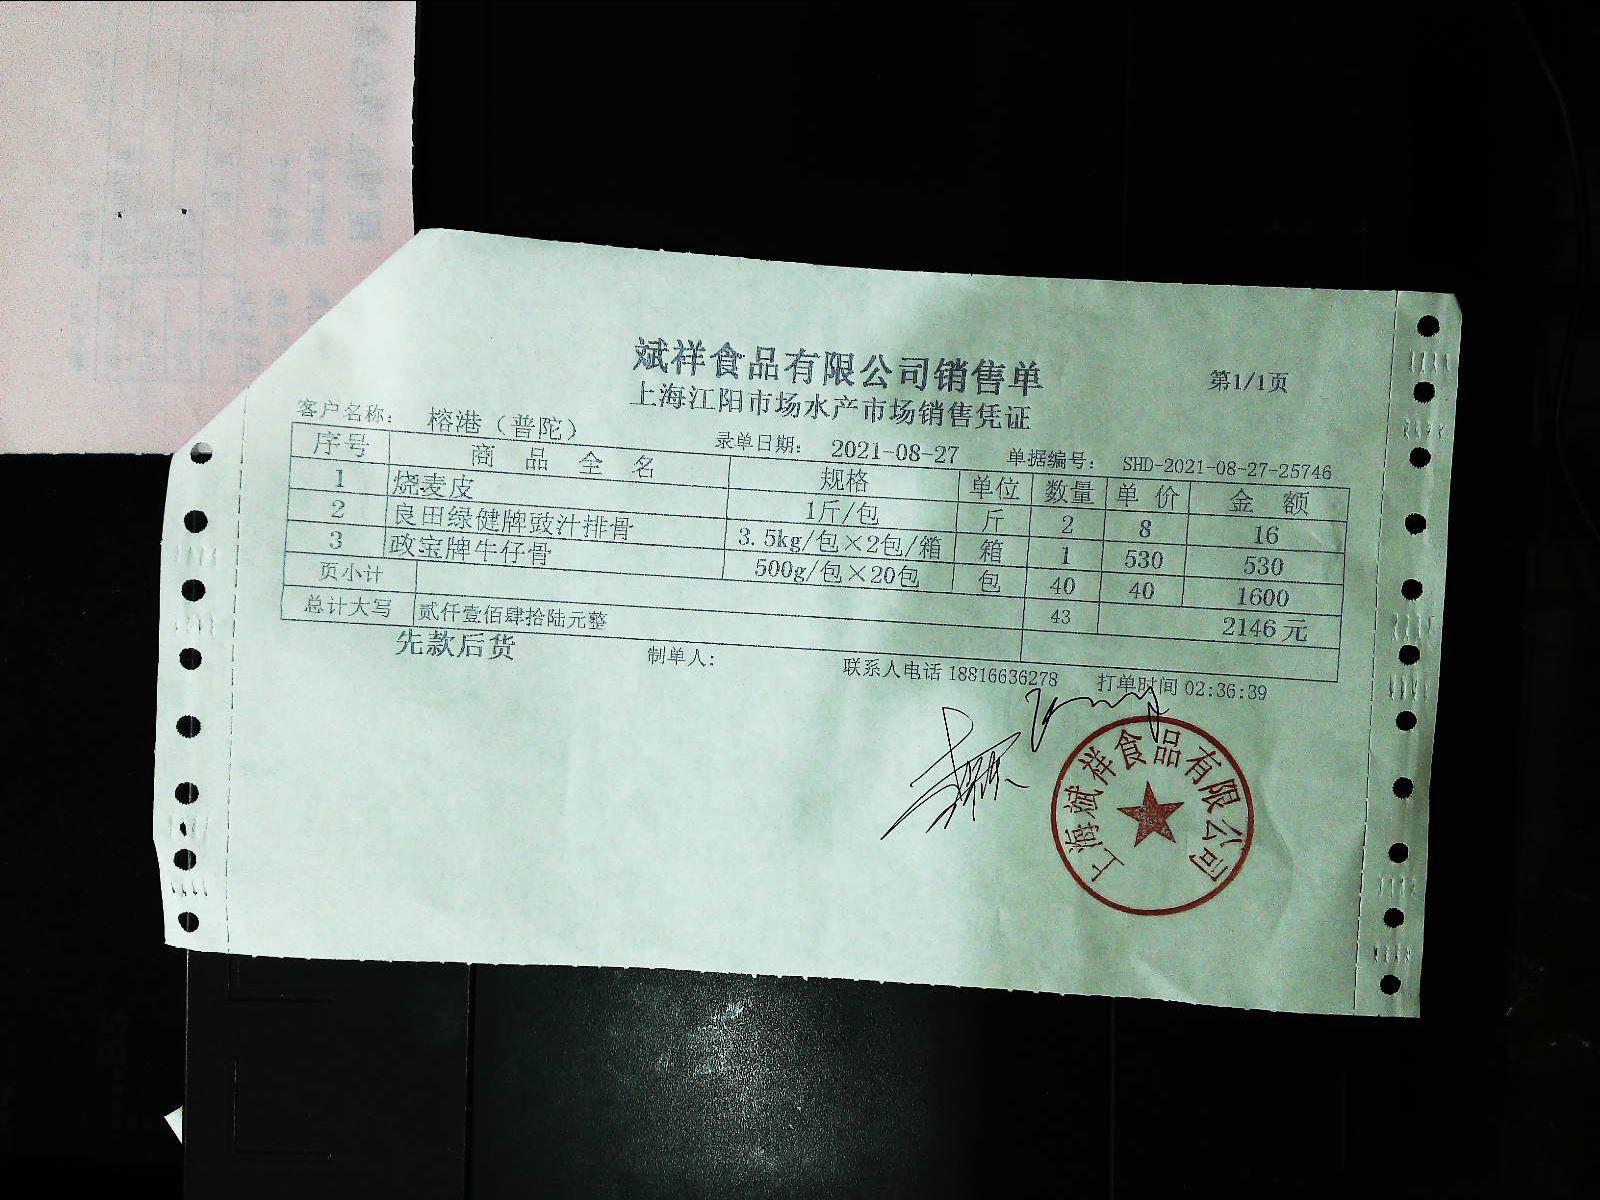 斌祥食品有限公司销售单
第1/1页
上海江阳市场水产市场销售凭证
客户名称： 榕港（普陀） 录单日期： 2021-08-27 单据编号： SHD-2021-08-27-25746
序号 商品全名 规格 单位 数量 单价 金额
1 烧麦皮 1斤/包 斤 2 8 16
2 良田绿健牌豉汁排骨 3.5kg/包×2包/箱 箱 1 530 530
3 政宝牌牛仔骨 500g/包×20包 包 40 40 1600
页小计 43 2146元
总计大写 贰仟壹佰肆拾陆元整
先款后货 制单人： 联系人电话 18816636278 打单时间 02:36:39
上海斌祥食品有限公司